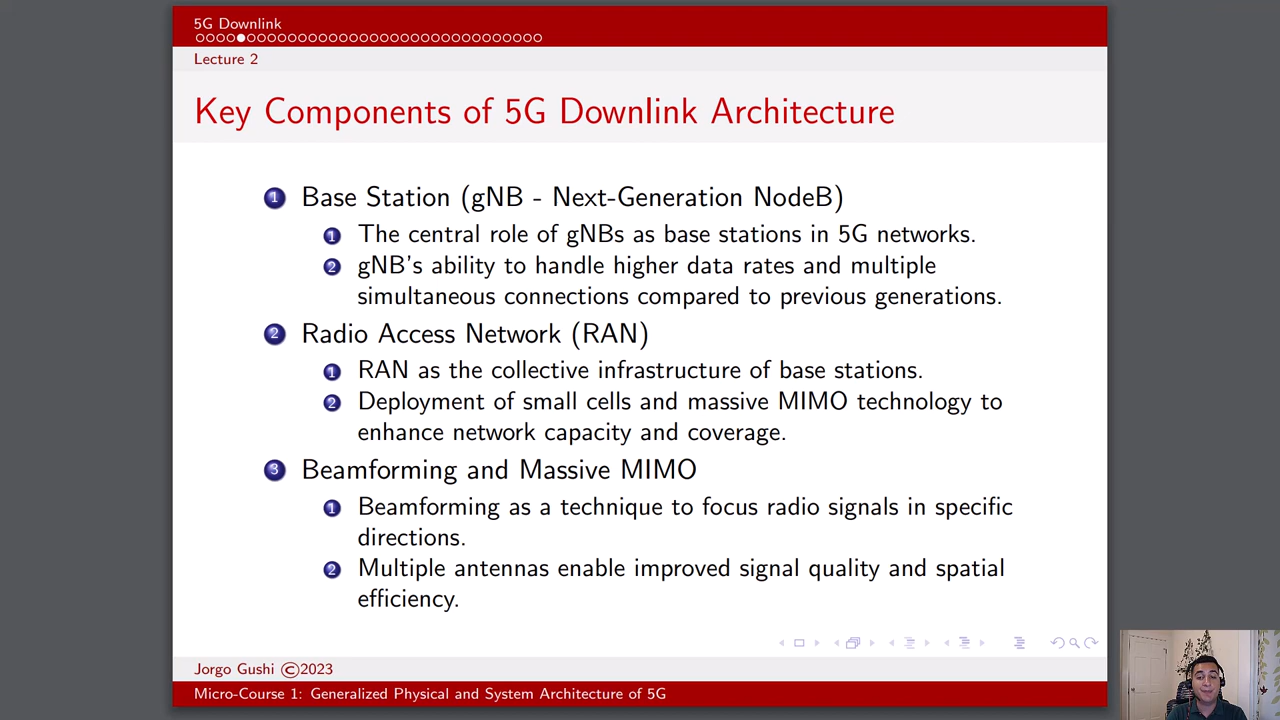 5G Downlink
Lecture 2
Key Components of 5G Downlink Architecture
1 Base Station (gNB - Next-Generation NodeB)
1 The central role of gNBs as base stations in 5G networks.
2 gNB's ability to handle higher data rates and multiple
simultaneous connections compared to previous generations.
2 Radio Access Network (RAN)
1 RAN as the collective infrastructure of base stations.
2 Deployment of small cells and massive MIMO technology to
enhance network capacity and coverage.
3 Beamforming and Massive MIMO
1 Beamforming as a technique to focus radio signals in specific
directions.
2 Multiple antennas enable improved signal quality and spatial
efficiency.
Jorgo Gushi ©2023
Micro-Course 1: Generalized Physical and System Architecture of 5G